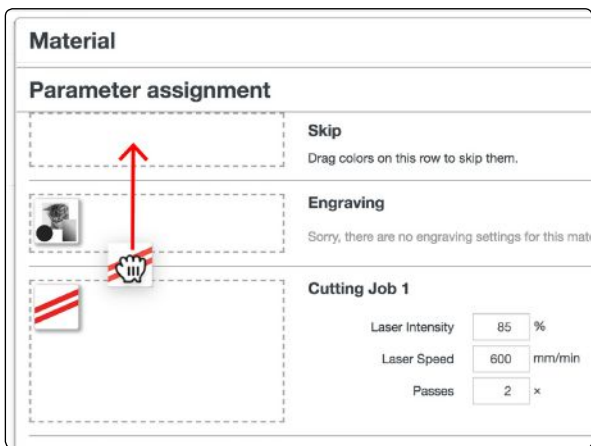 Material
Parameter assignment
Skip
Drag colors on this row to skip them.
Engraving
Sorry, there are no engraving settings for this mate
Cutting Job 1
Laser Intensity 85 %
Laser Speed 600 mm/min
Passes 2 ×